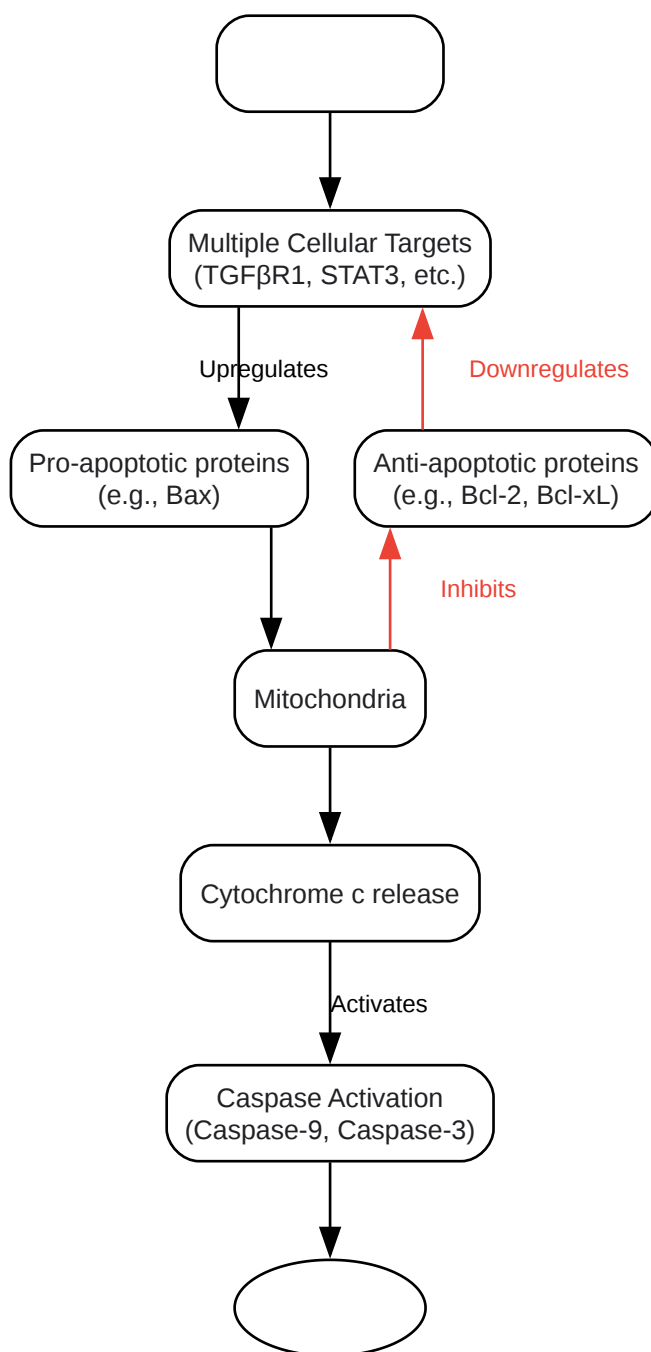 Multiple Cellular Targets
(TGFβR1, STAT3, etc.)
Upregulates
Downregulates
Pro-apoptotic proteins
(e.g., Bax)
Anti-apoptotic proteins
(e.g., Bcl-2, Bcl-xL)
Inhibits
Mitochondria
Cytochrome c release
Activates
Caspase Activation
(Caspase-9, Caspase-3)